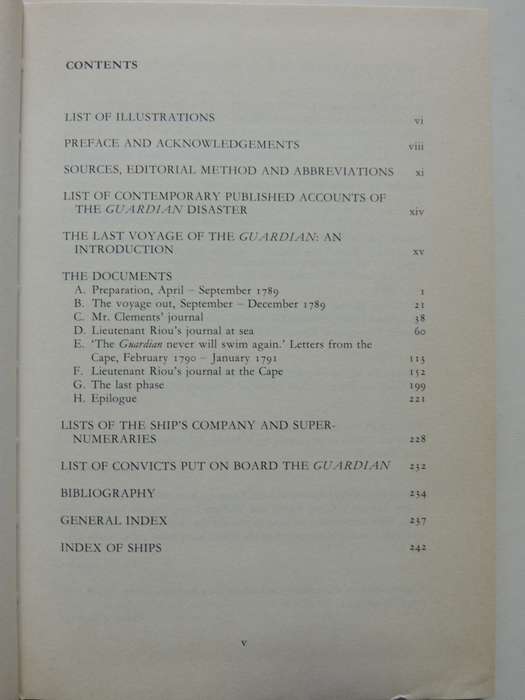 CONTENTS
LIST OF ILLUSTRATIONS vi
PREFACE AND ACKNOWLEDGEMENTS viii
SOURCES, EDITORIAL METHOD AND ABBREVIATIONS xi
LIST OF CONTEMPORARY PUBLISHED ACCOUNTS OF
THE GUARDIAN DISASTER xiv
THE LAST VOYAGE OF THE GUARDIAN: AN
INTRODUCTION xv
THE DOCUMENTS
A. Preparation, April – September 1789 1
B. The voyage out, September – December 1789 21
C. Mr. Clements' journal 38
D. Lieutenant Riou's journal at sea 60
E. 'The Guardian never will swim again.' Letters from the
Cape, February 1790 – January 1791 113
F. Lieutenant Riou's journal at the Cape 152
G. The last phase 199
H. Epilogue 221
LISTS OF THE SHIP'S COMPANY AND SUPER-
NUMERARIES 228
LIST OF CONVICTS PUT ON BOARD THE GUARDIAN 232
BIBLIOGRAPHY 234
GENERAL INDEX 237
INDEX OF SHIPS 242
v